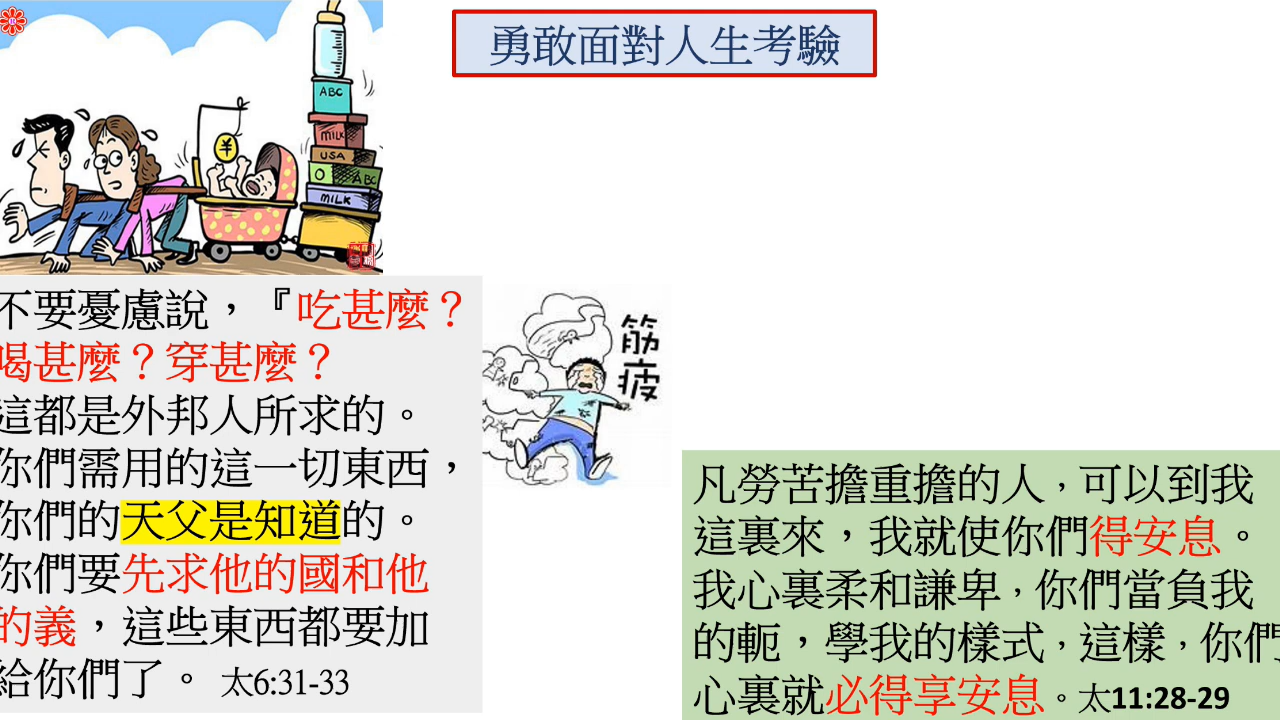 勇敢面對人生考驗
ABC
MILK
USA
O ABC
MILK
¥
不要憂慮說，『吃甚麼？
喝甚麼？穿甚麼？
這都是外邦人所求的。
你們需用的這一切東西，
你們的天父是知道的。
你們要先求他的國和他
的義，這些東西都要加
給你們了。 太6:31-33
筋
疲
凡勞苦擔重擔的人，可以到我
這裏來，我就使你們得安息。
我心裏柔和謙卑，你們當負我
的軛，學我的樣式，這樣，你們
心裏就必得享安息。太11:28-29